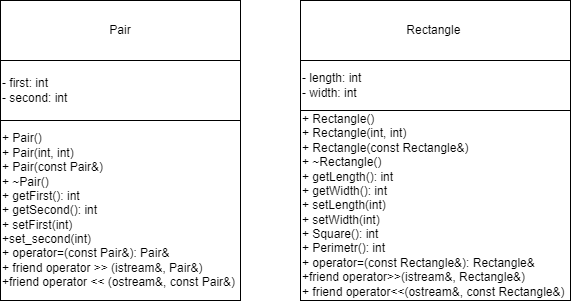 Pair
- first: int
- second: int
+ Pair()
+ Pair(int, int)
+ Pair(const Pair&)
+ ~Pair()
+ getFirst(): int
+ getSecond(): int
+ setFirst(int)
+set_second(int)
+ operator=(const Pair&): Pair&
+ friend operator >> (istream&, Pair&)
+friend operator << (ostream&, const Pair&)
Rectangle
- length: int
- width: int
+ Rectangle()
+ Rectangle(int, int)
+ Rectangle(const Rectangle&)
+ ~Rectangle()
+ getLength(): int
+ getWidth(): int
+ setLength(int)
+ setWidth(int)
+ Square(): int
+ Perimetr(): int
+ operator=(const Rectangle&): Rectangle&
+friend operator>>(istream&, Rectangle&)
+ friend operator<<(ostream&, const Rectangle&)